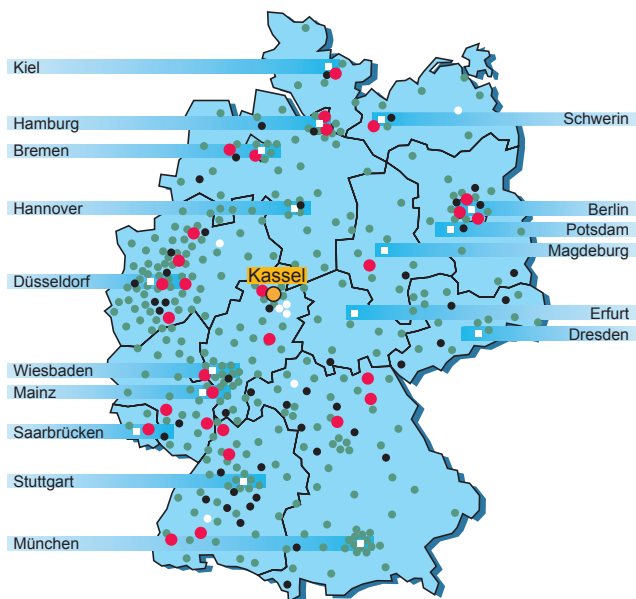 Kiel
Hamburg
Schwerin
Bremen
Hannover
Berlin
Potsdam
Magdeburg
Kassel
Düsseldorf
Erfurt
Dresden
Wiesbaden
Mainz
Saarbrücken
Stuttgart
München